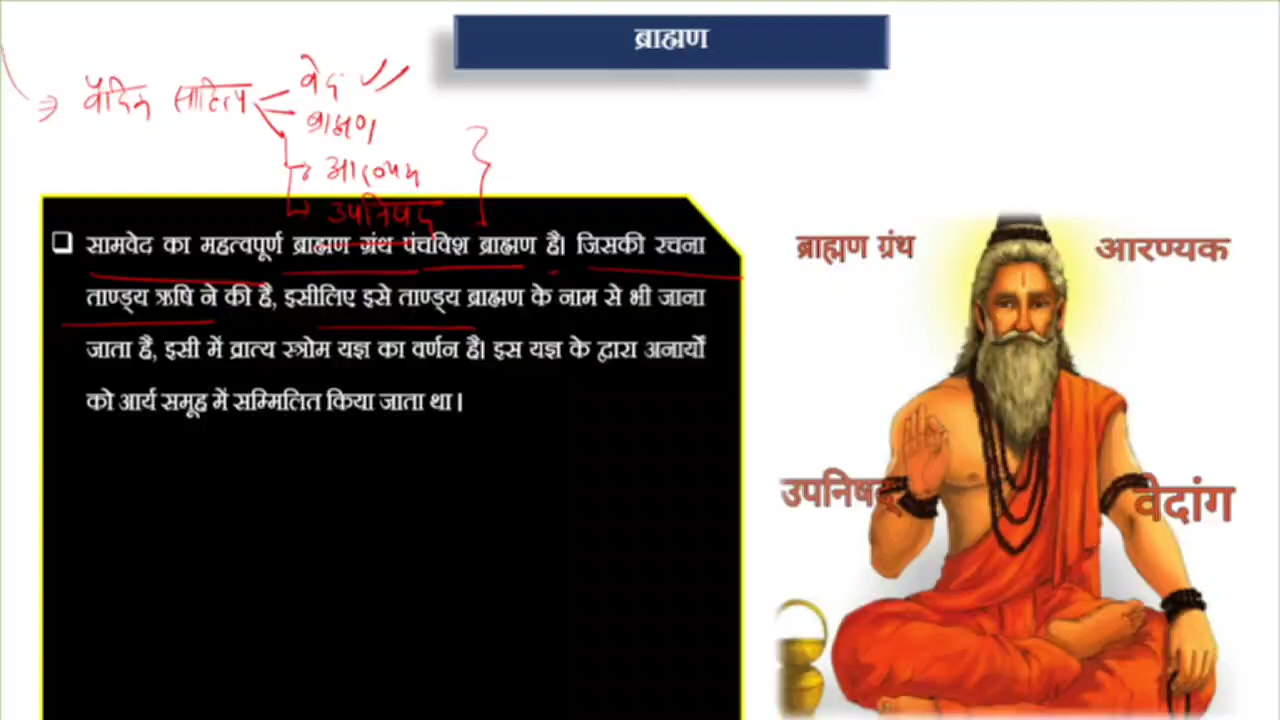 ब्राह्मण
⇒ वैदिक साहित्य
वेद
ब्राह्मण
→ आरण्यक
→ उपनिषद
❑ सामवेद का महत्वपूर्ण ब्राह्मण ग्रंथ पंचविश ब्राह्मण है। जिसकी रचना
ताण्ड्य ऋषि ने की है, इसीलिए इसे ताण्ड्य ब्राह्मण के नाम से भी जाना
जाता है, इसी में व्रात्य स्त्रोम यज्ञ का वर्णन है। इस यज्ञ के द्वारा अनार्यों
को आर्य समूह में सम्मिलित किया जाता था।
ब्राह्मण ग्रंथ
आरण्यक
उपनिषद्
वेदांग